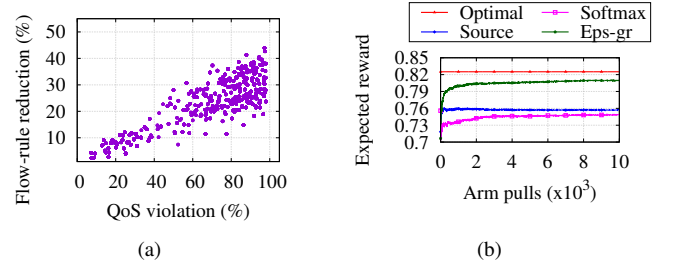 Flow-rule reduction (%)
50
40
30
20
10
0 20 40 60 80 100
QoS violation (%)
(a)
Optimal Softmax
Source Eps-gr
Expected reward
0.85
0.82
0.79
0.76
0.73
0.7
0 2 4 6 8 10
Arm pulls (x10³)
(b)